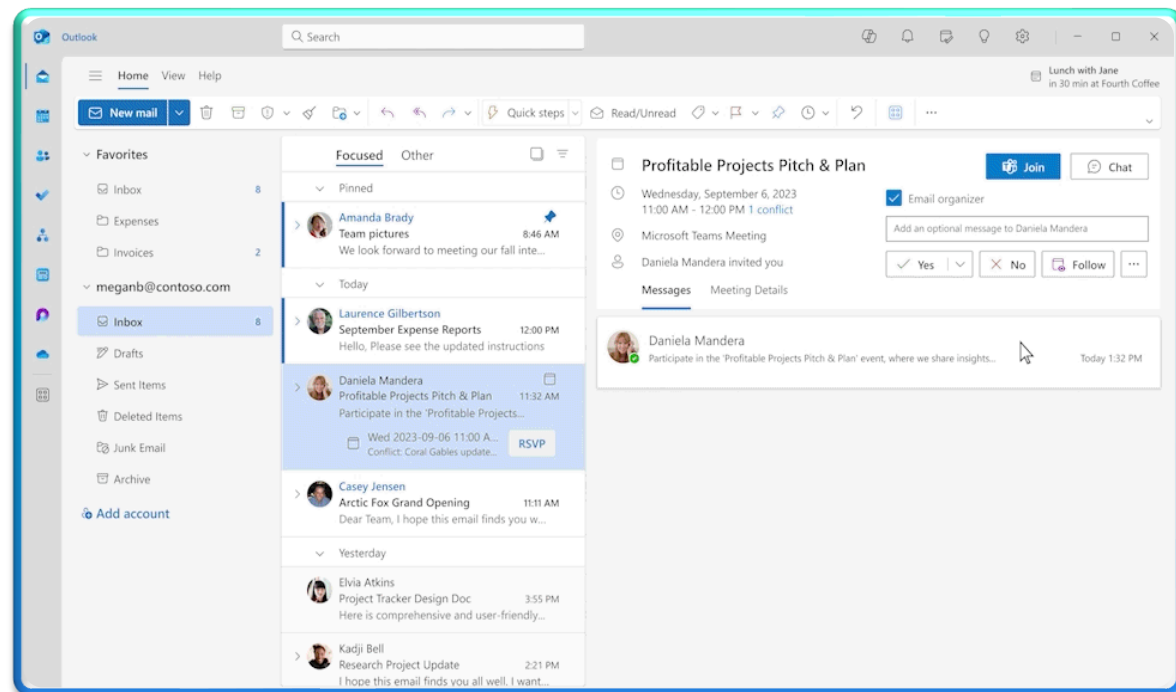 Outlook
Search
Home View Help
Lunch with Jane
in 30 min at Fourth Coffee
New mail
Quick steps
Read/Unread
Favorites
Inbox 8
Expenses
Invoices 2
meganb@contoso.com
Inbox 8
Drafts
Sent Items
Deleted Items
Junk Email
Archive
Add account
Focused Other
Pinned
Amanda Brady
Team pictures 8:46 AM
We look forward to meeting our fall inte...
Today
Laurence Gilbertson
September Expense Reports 12:00 PM
Hello, Please see the updated instructions
Daniela Mandera
Profitable Projects Pitch & Plan 11:32 AM
Participate in the 'Profitable Projects...
Wed 2023-09-06 11:00 A...
Conflict: Coral Gables update...
RSVP
Casey Jensen
Arctic Fox Grand Opening 11:11 AM
Dear Team, I hope this email finds you w...
Yesterday
Elvia Atkins
Project Tracker Design Doc 3:55 PM
Here is comprehensive and user-friendly...
Kadji Bell
Research Project Update 2:21 PM
I hope this email finds you all well. I want...
Profitable Projects Pitch & Plan
Join
Chat
Wednesday, September 6, 2023
11:00 AM - 12:00 PM 1 conflict
Microsoft Teams Meeting
Daniela Mandera invited you
Email organizer
Add an optional message to Daniela Mandera
Yes
No
Follow
Messages Meeting Details
Daniela Mandera
Participate in the 'Profitable Projects Pitch & Plan' event, where we share insights... Today 1:32 PM